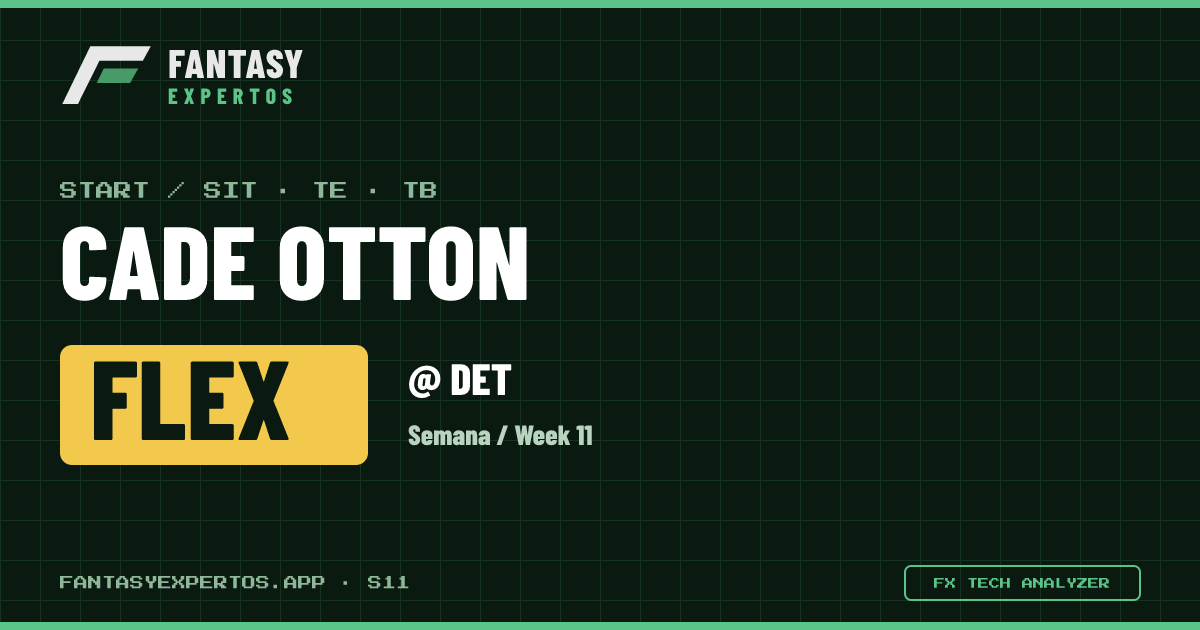 FANTASY
EXPERTOS
START / SIT · TE · TB
CADE OTTON
FLEX
@ DET
Semana / Week 11
FANTASYEXPERTOS.APP · S11
FX TECH ANALYZER